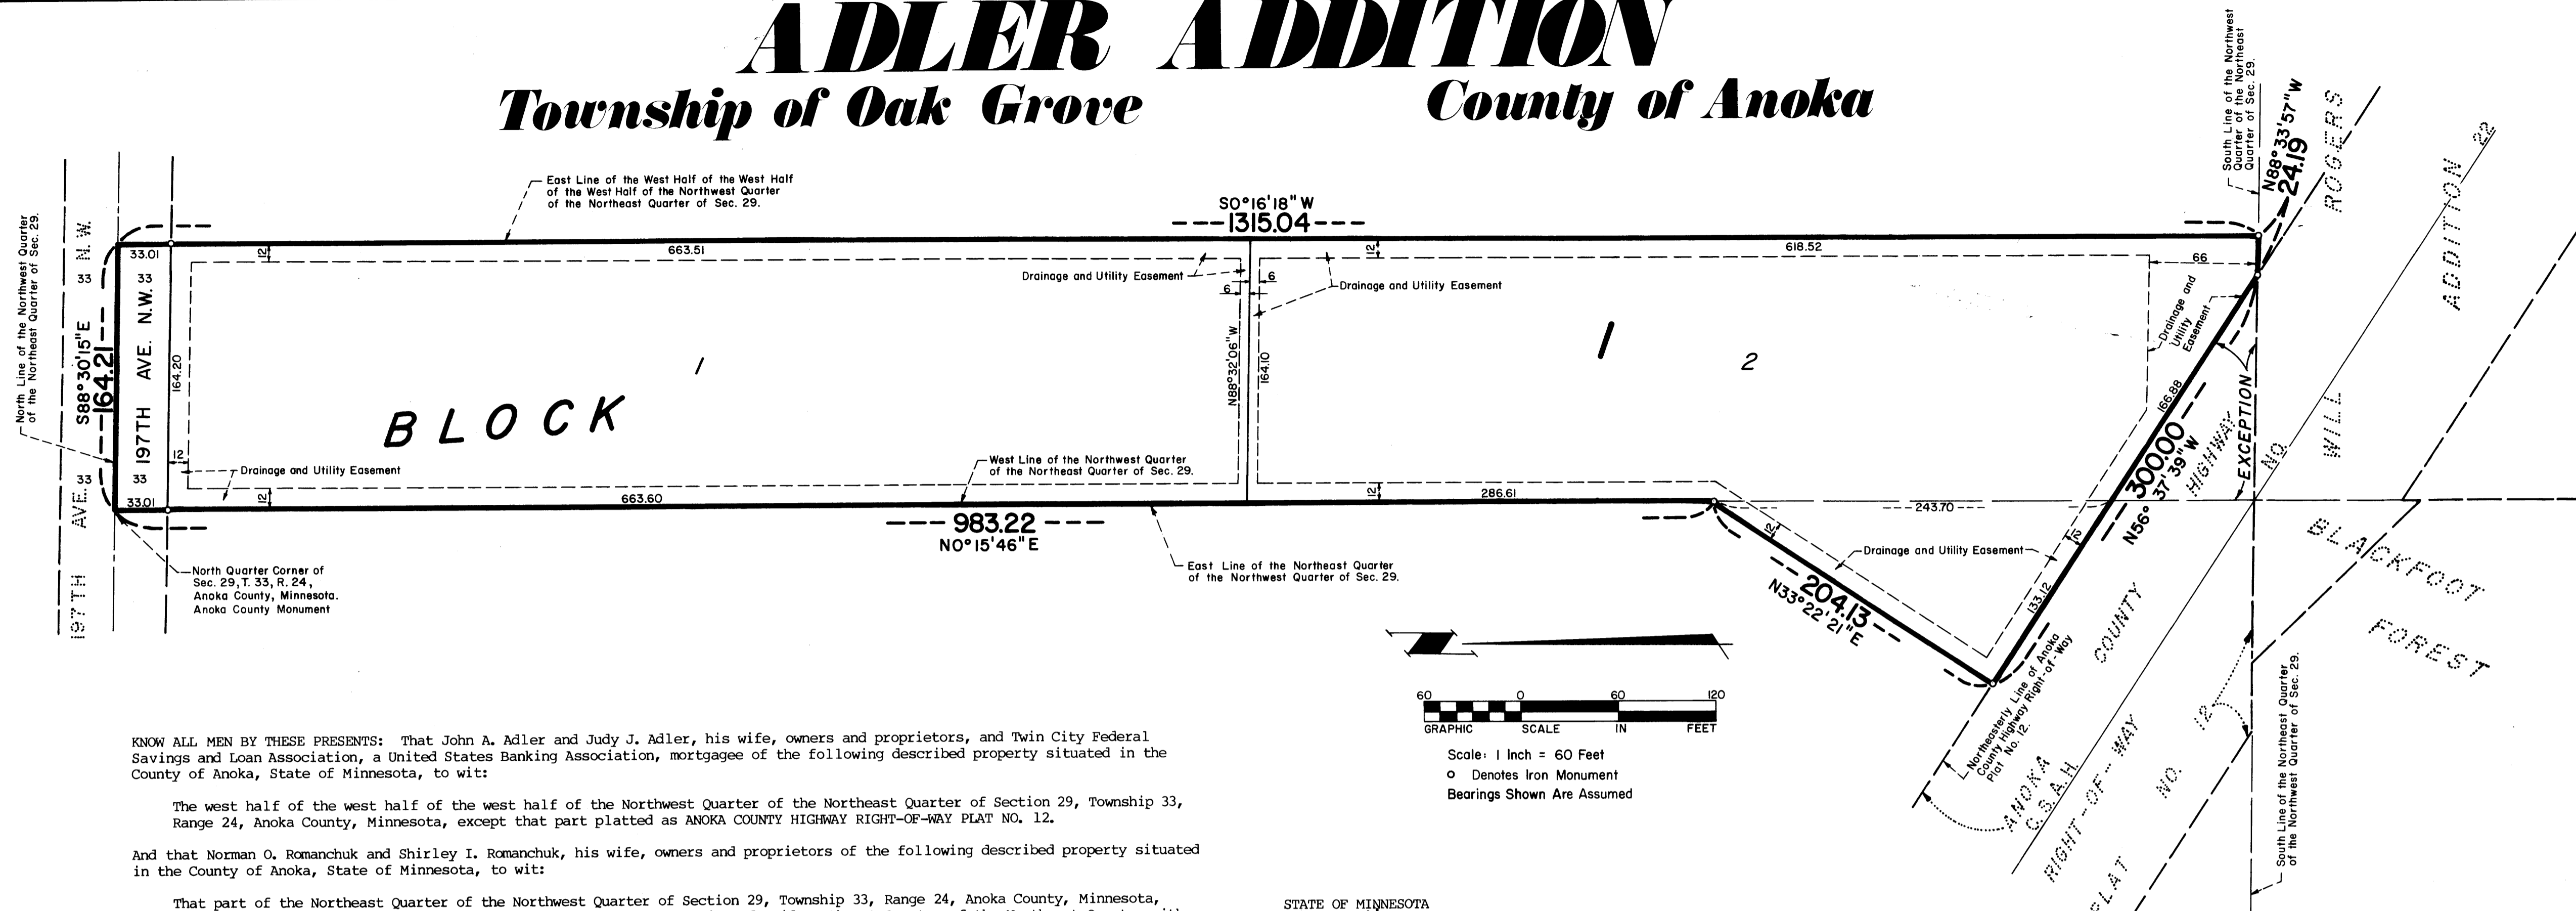 ADLER ADDITION
Township of Oak Grove
County of Anoka
North Line of the Northwest Quarter
of the Northeast Quarter of Sec. 29.
197TH AVE. N.W.
33
33
S88°30'15"E
164.21
33.01
33
197TH AVE. N.W.
33
33.01
164.20
East Line of the West Half of the West Half
of the West Half of the Northwest Quarter
of the Northeast Quarter of Sec. 29.
S0°16'18"W
1315.04
12
663.51
Drainage and Utility Easement
6
6
12
Drainage and Utility Easement
618.52
66
South Line of the Northwest
Quarter of the Northeast
Quarter of Sec. 29.
N88°33'57"W
24.19
WILL ROGERS
ADDITION
22
1
BLOCK
N88°32'06"W
164.10
1
2
Drainage and
Utility
Easement
166.88
300.00
N56°37'39"W
HIGHWAY
EXCEPTION
NO.
12
Drainage and Utility Easement
12
663.60
West Line of the Northwest Quarter
of the Northeast Quarter of Sec. 29.
983.22
N0°15'46"E
East Line of the Northeast Quarter
of the Northwest Quarter of Sec. 29.
12
286.61
243.70
12
Drainage and Utility Easement
12
204.13
N33°22'21"E
133.12
North Quarter Corner of
Sec. 29, T. 33, R. 24,
Anoka County, Minnesota.
Anoka County Monument
BLACKFOOT
FOREST
Northeasterly Line of Anoka
County Highway Right-of-Way
Plat No. 12.
ANOKA COUNTY
C. S. A. H.
RIGHT-OF-WAY
PLAT NO. 12
South Line of the Northeast Quarter
of the Northwest Quarter of Sec. 29.
60 0 60 120
GRAPHIC SCALE IN FEET
Scale: 1 Inch = 60 Feet
o Denotes Iron Monument
Bearings Shown Are Assumed
KNOW ALL MEN BY THESE PRESENTS: That John A. Adler and Judy J. Adler, his wife, owners and proprietors, and Twin City Federal
Savings and Loan Association, a United States Banking Association, mortgagee of the following described property situated in the
County of Anoka, State of Minnesota, to wit:
The west half of the west half of the west half of the Northwest Quarter of the Northeast Quarter of Section 29, Township 33,
Range 24, Anoka County, Minnesota, except that part platted as ANOKA COUNTY HIGHWAY RIGHT-OF-WAY PLAT NO. 12.
And that Norman O. Romanchuk and Shirley I. Romanchuk, his wife, owners and proprietors of the following described property situated
in the County of Anoka, State of Minnesota, to wit:
That part of the Northeast Quarter of the Northwest Quarter of Section 29, Township 33, Range 24, Anoka County, Minnesota,
STATE OF MINNESOTA